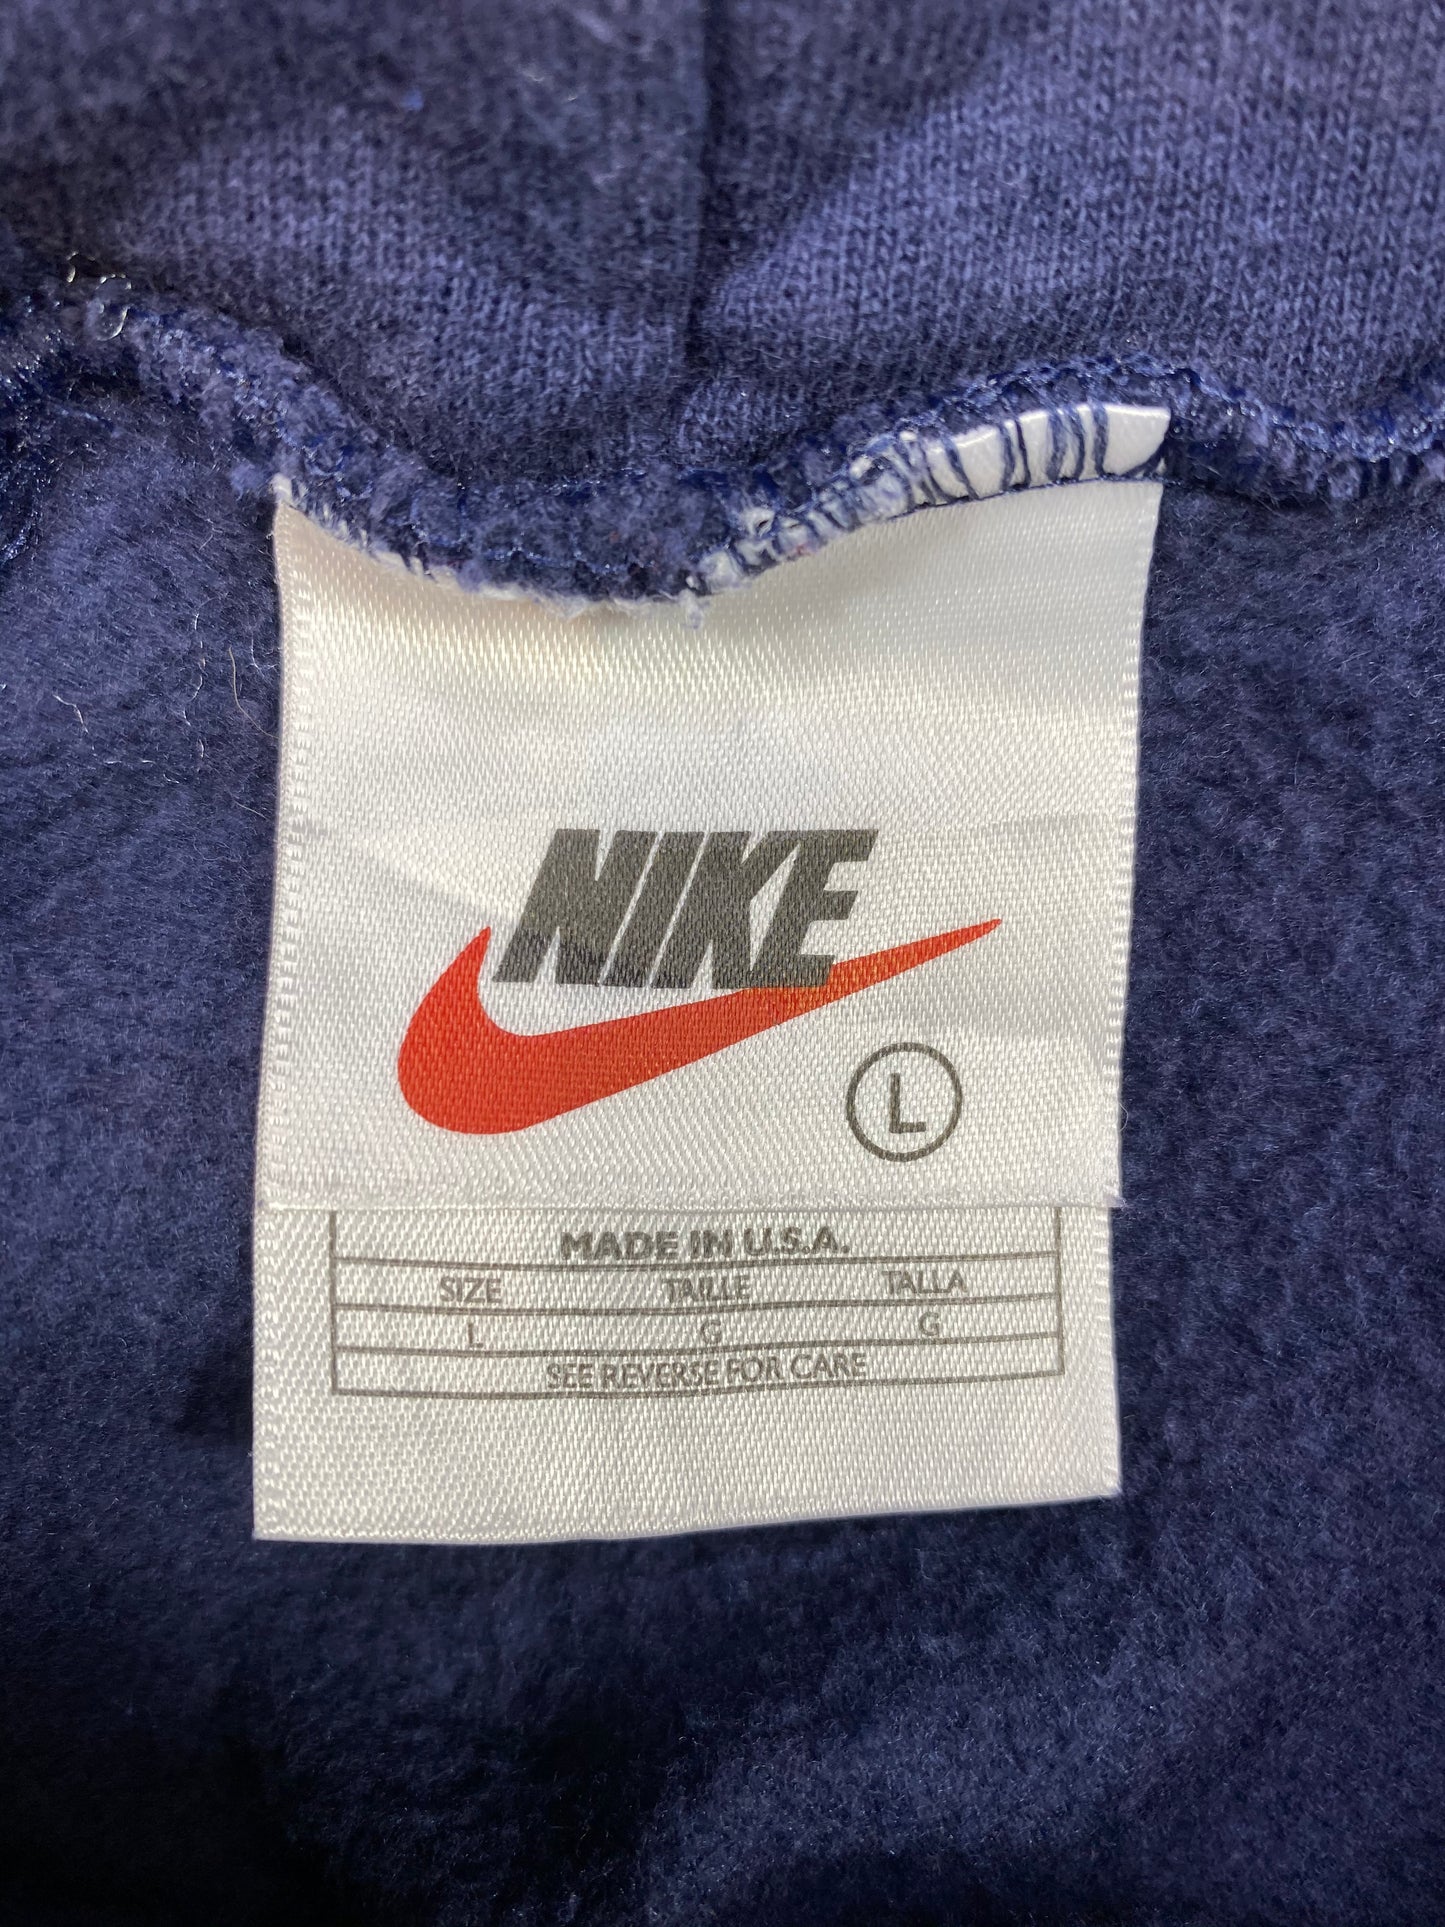 NIKE
L
MADE IN U.S.A.
SIZE TAILLE TALLA
L G G
SEE REVERSE FOR CARE